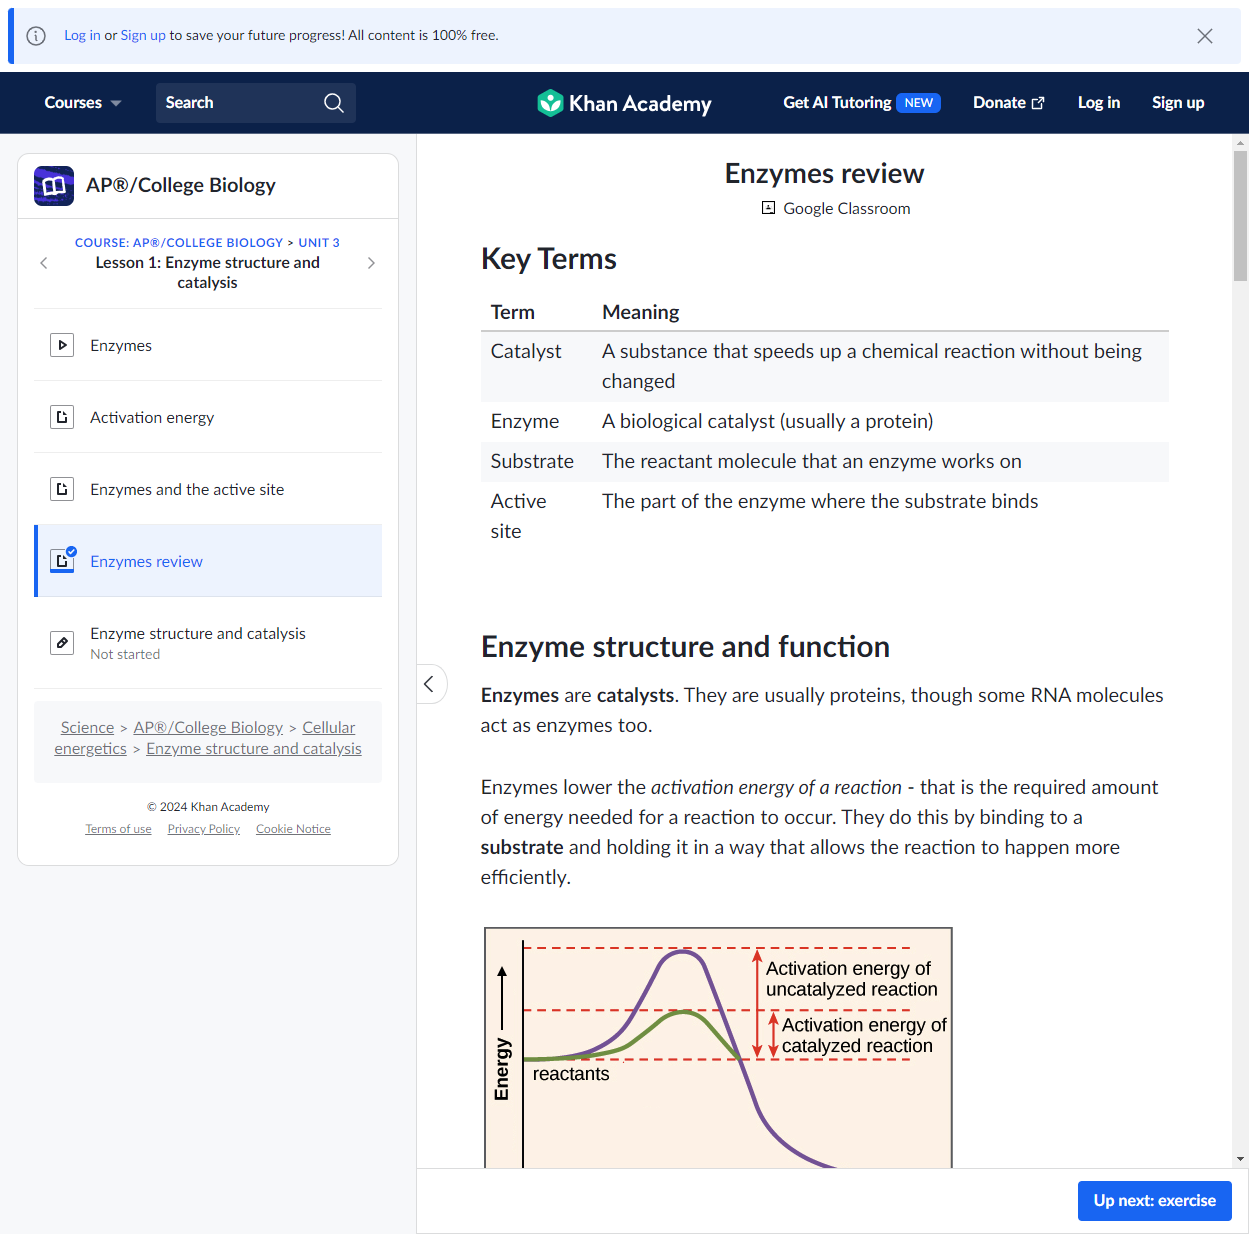 Log in or Sign up to save your future progress! All content is 100% free.
Courses
Search
Khan Academy
Get AI Tutoring NEW
Donate
Log in
Sign up
AP®/College Biology
COURSE: AP®/COLLEGE BIOLOGY > UNIT 3
Lesson 1: Enzyme structure and
catalysis
Enzymes
Activation energy
Enzymes and the active site
Enzymes review
Enzyme structure and catalysis
Not started
Science > AP®/College Biology > Cellular
energetics > Enzyme structure and catalysis
© 2024 Khan Academy
Terms of use Privacy Policy Cookie Notice
Enzymes review
Google Classroom
Key Terms
Term Meaning
Catalyst A substance that speeds up a chemical reaction without being
changed
Enzyme A biological catalyst (usually a protein)
Substrate The reactant molecule that an enzyme works on
Active The part of the enzyme where the substrate binds
site
Enzyme structure and function
Enzymes are catalysts. They are usually proteins, though some RNA molecules
act as enzymes too.
Enzymes lower the activation energy of a reaction - that is the required amount
of energy needed for a reaction to occur. They do this by binding to a
substrate and holding it in a way that allows the reaction to happen more
efficiently.
Energy
Activation energy of
uncatalyzed reaction
Activation energy of
catalyzed reaction
reactants
Up next: exercise